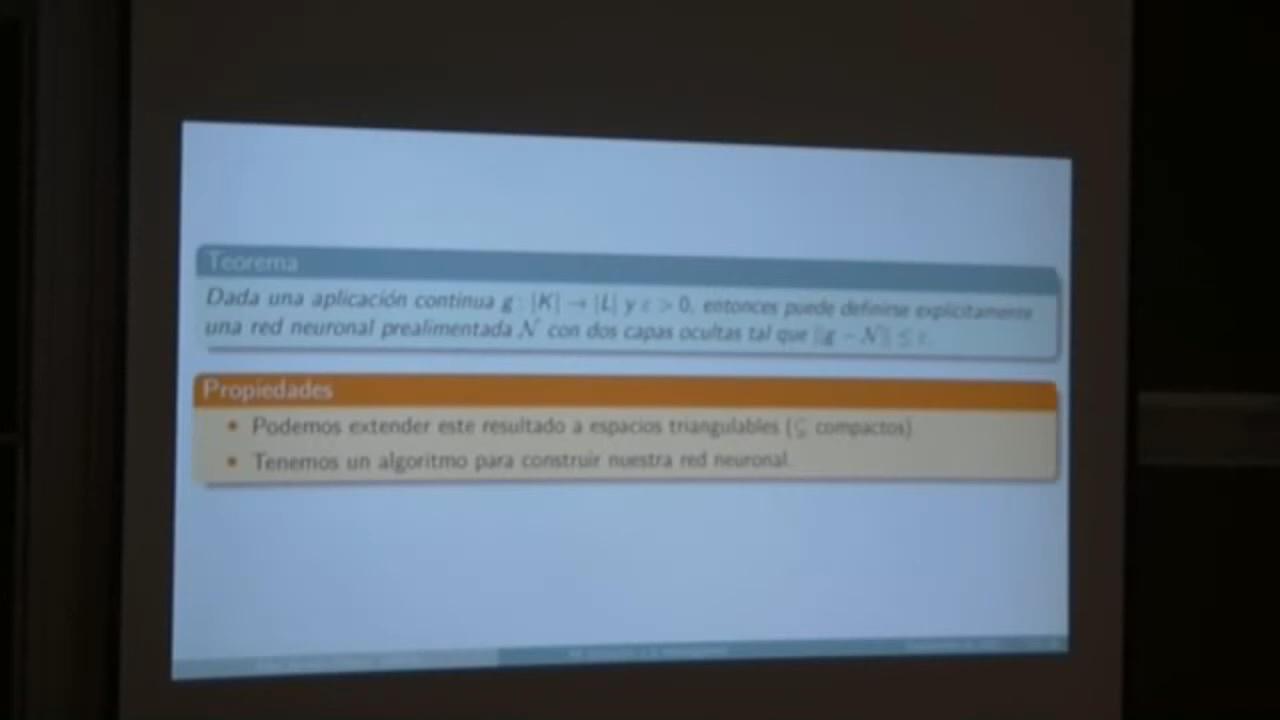 Teorema
Dada una aplicación continua g : |K| → |L| y ε > 0, entonces puede definirse explícitamente
una red neuronal prealimentada 𝒩 con dos capas ocultas tal que ||g − 𝒩|| ≤ ε.
Propiedades
• Podemos extender este resultado a espacios triangulables (⊊ compactos)
• Tenemos un algoritmo para construir nuestra red neuronal.